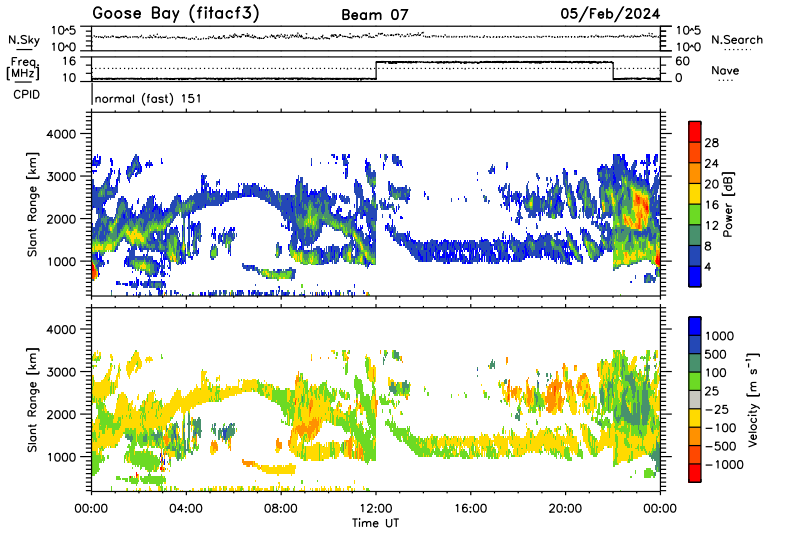 Goose Bay (fitacf3) Beam 07 05/Feb/2024
N.Sky 10^5 10^0 10^5 10^0 N.Search
Freq. [MHz] 16 10 60 0 Nave
CPID normal (fast) 151
Slant Range [km]
4000
3000
2000
1000
Power [dB]
28
24
20
16
12
8
4
Slant Range [km]
4000
3000
2000
1000
Velocity [m s^-1]
1000
500
100
25
-25
-100
-500
-1000
00:00 04:00 08:00 12:00 16:00 20:00 00:00
Time UT